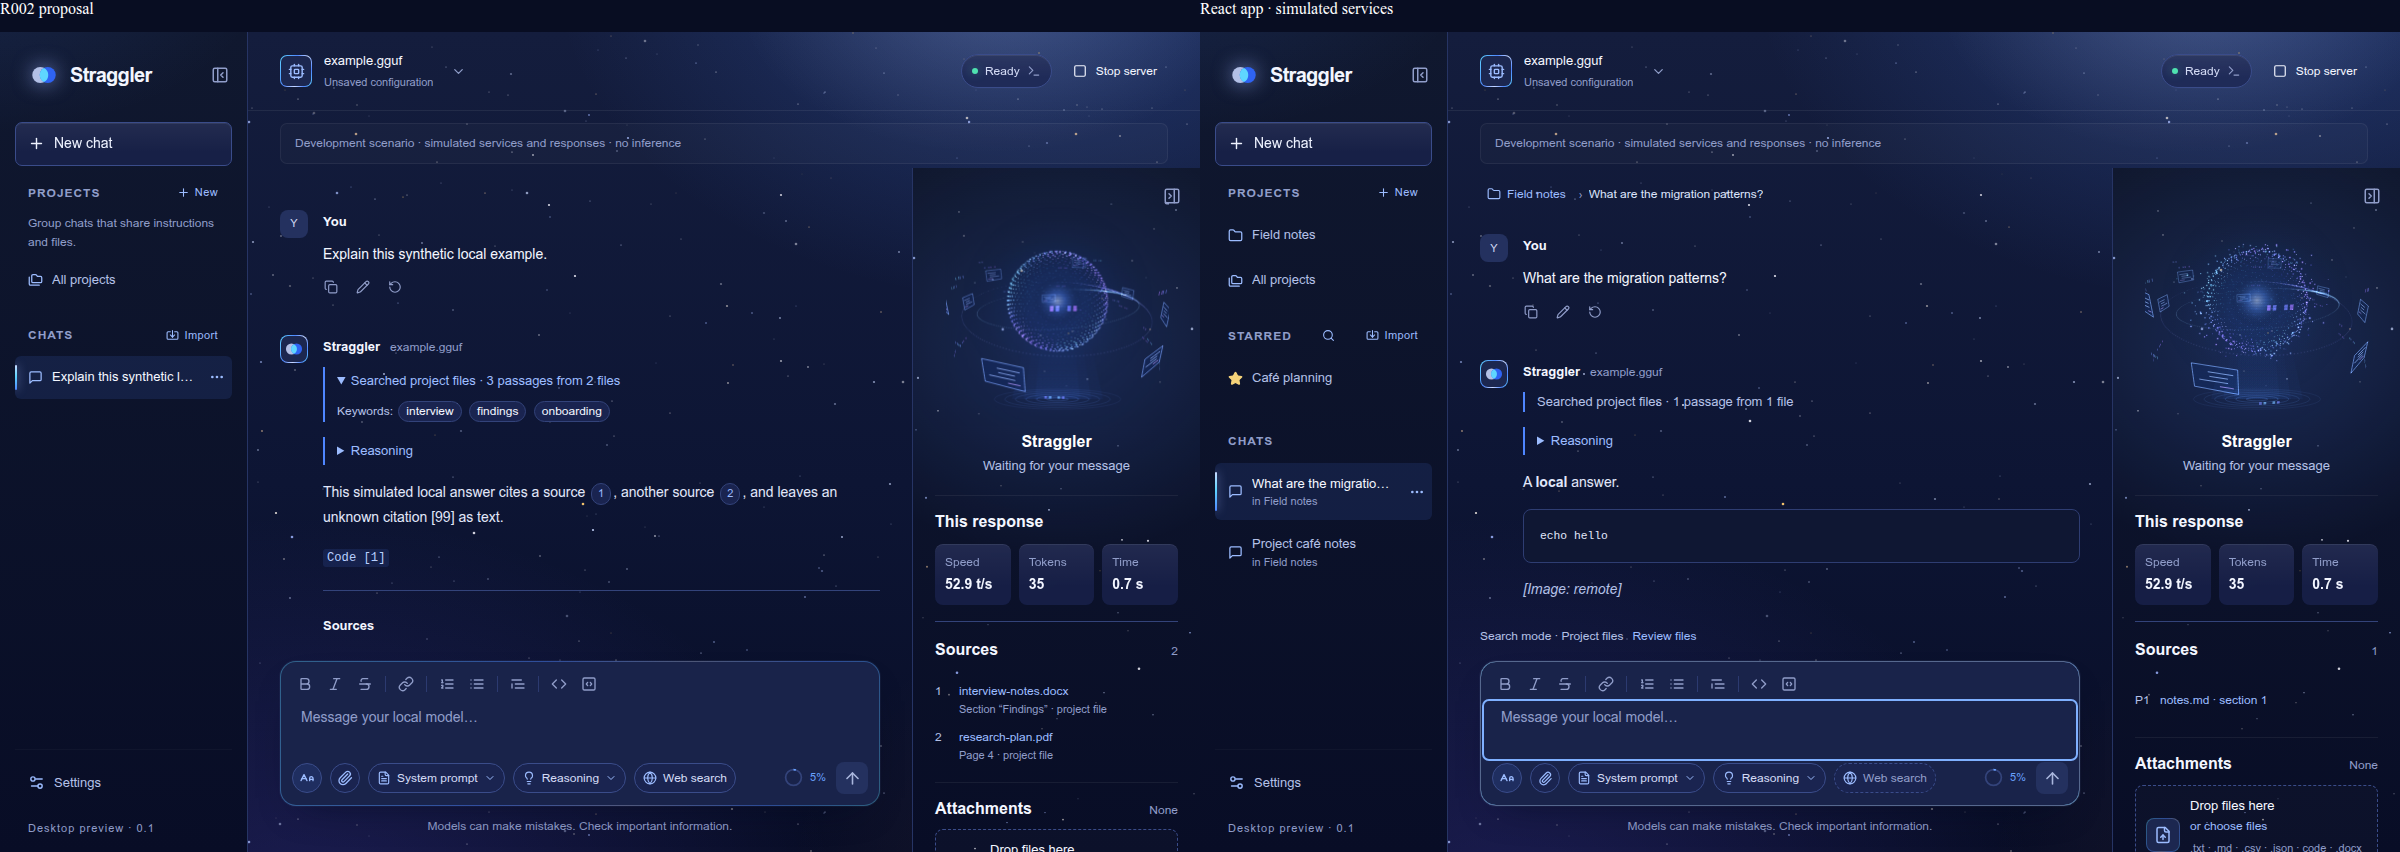 R002 proposal
Straggler
New chat
PROJECTS
New
Group chats that share instructions
and files.
All projects
CHATS
Import
Explain this synthetic l…
Settings
Desktop preview · 0.1
example.gguf
Unsaved configuration
Ready
Stop server
Development scenario · simulated services and responses · no inference
Y
You
Explain this synthetic local example.
Straggler example.gguf
Searched project files · 3 passages from 2 files
Keywords: interview findings onboarding
Reasoning
This simulated local answer cites a source 1 , another source 2 , and leaves an
unknown citation [99] as text.
Code [1]
Sources
Message your local model…
Aa
System prompt
Reasoning
Web search
5%
Models can make mistakes. Check important information.
Straggler
Waiting for your message
This response
Speed Tokens Time
52.9 t/s 35 0.7 s
Sources 2
1 interview-notes.docx
Section "Findings" · project file
2 research-plan.pdf
Page 4 · project file
Attachments None
Drop files here
React app · simulated services
Straggler
New chat
PROJECTS
New
Field notes
All projects
STARRED
Import
Café planning
CHATS
What are the migratio…
in Field notes
Project café notes
in Field notes
Settings
Desktop preview · 0.1
example.gguf
Unsaved configuration
Ready
Stop server
Development scenario · simulated services and responses · no inference
Field notes › What are the migration patterns?
Y
You
What are the migration patterns?
Straggler example.gguf
Searched project files · 1 passage from 1 file
Reasoning
A local answer.
echo hello
[Image: remote]
Search mode · Project files Review files
Message your local model…
Aa
System prompt
Reasoning
Web search
5%
Models can make mistakes. Check important information.
Straggler
Waiting for your message
This response
Speed Tokens Time
52.9 t/s 35 0.7 s
Sources 1
P1 notes.md · section 1
Attachments None
Drop files here
or choose files
.txt · .md · .csv · .json · code · .docx